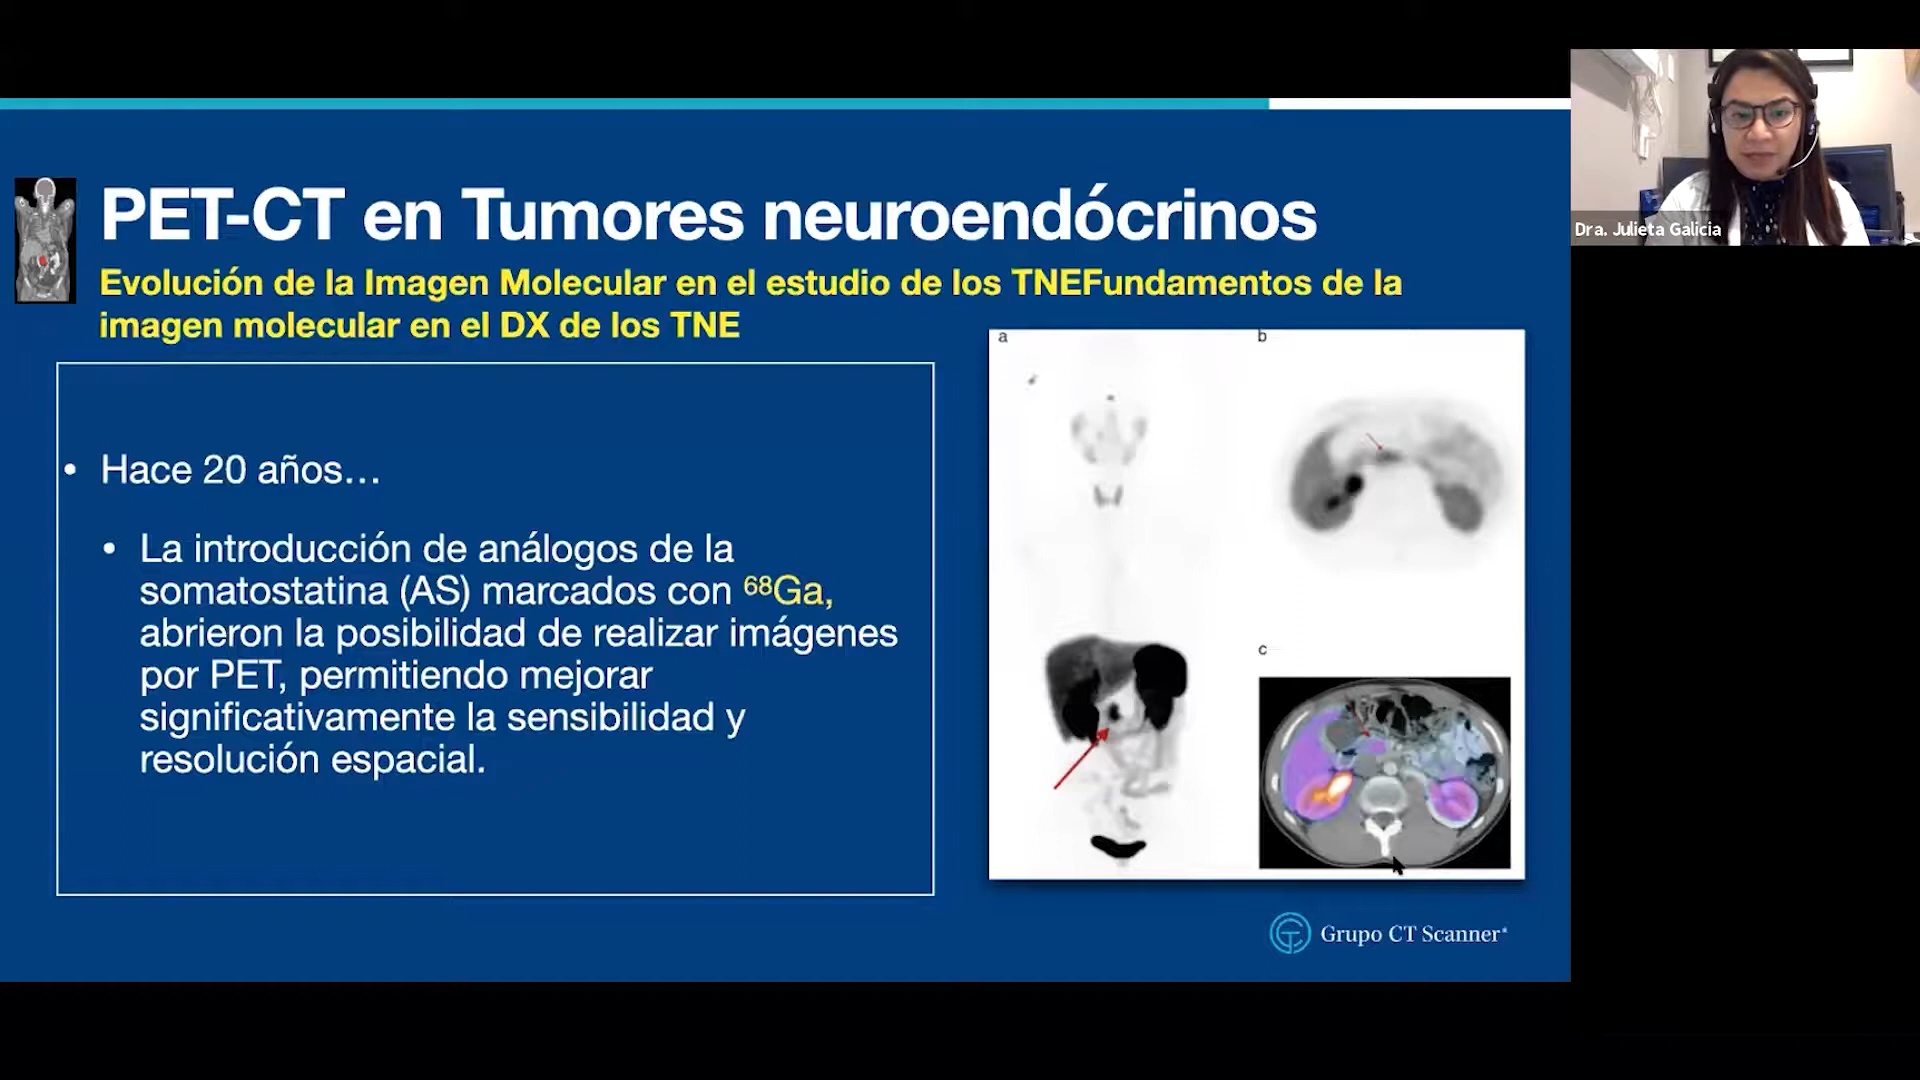 PET-CT en Tumores neuroendócrinos
Evolución de la Imagen Molecular en el estudio de los TNEFundamentos de la
imagen molecular en el DX de los TNE
• Hace 20 años…
• La introducción de análogos de la
somatostatina (AS) marcados con ⁶⁸Ga,
abrieron la posibilidad de realizar imágenes
por PET, permitiendo mejorar
significativamente la sensibilidad y
resolución espacial.
a
b
c
Grupo CT Scanner*
Dra. Julieta Galicia